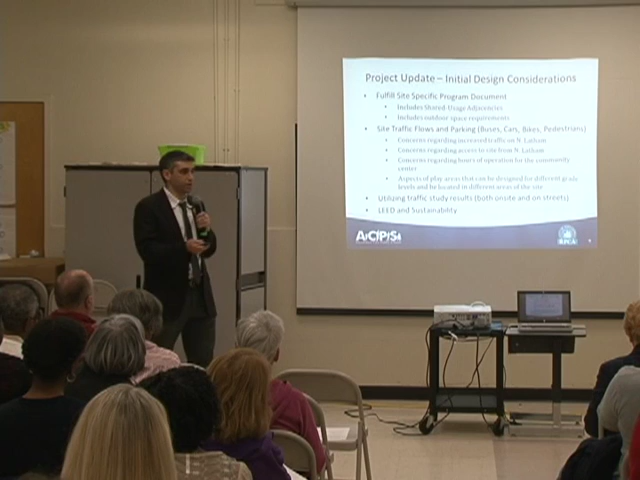 Project Update – Initial Design Considerations
• Fulfill Site Specific Program Document
• Includes Shared-Usage Adjacencies
• Includes outdoor space requirements
• Site Traffic Flows and Parking (Buses, Cars, Bikes, Pedestrians)
• Concerns regarding increased traffic on N. Latham
• Concerns regarding access to site from N. Latham
• Concerns regarding hours of operation for the community
center
• Aspects of play areas that can be designed for different grade
levels and be located in different areas of the site
• Utilizing traffic study results (both onsite and on streets)
• LEED and Sustainability